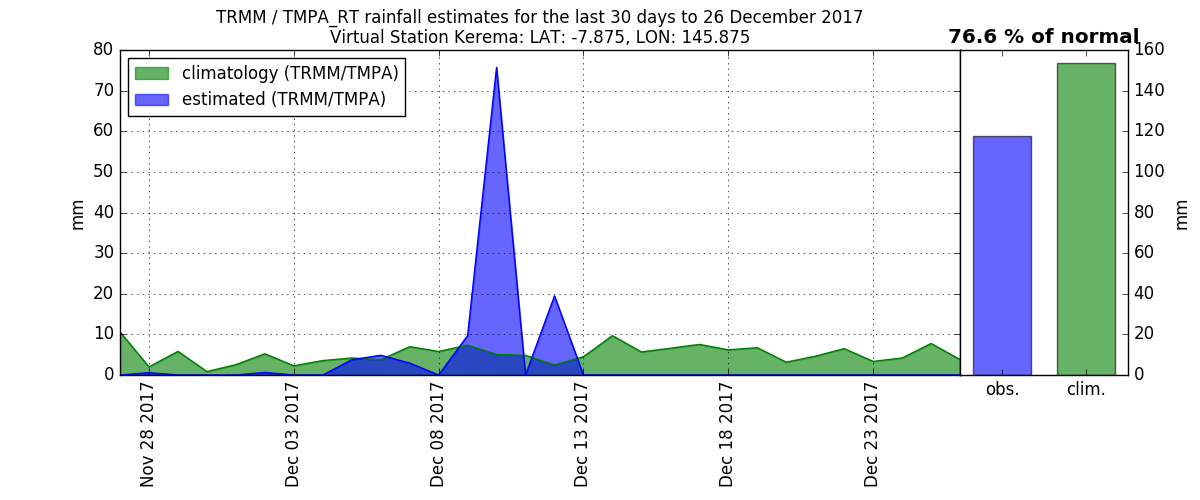 TRMM / TMPA_RT rainfall estimates for the last 30 days to 26 December 2017
Virtual Station Kerema: LAT: -7.875, LON: 145.875
76.6 % of normal
climatology (TRMM/TMPA)
estimated (TRMM/TMPA)
80
70
60
50
40
30
20
10
0
mm
160
140
120
100
80
60
40
20
0
mm
Nov 28 2017
Dec 03 2017
Dec 08 2017
Dec 13 2017
Dec 18 2017
Dec 23 2017
obs.
clim.